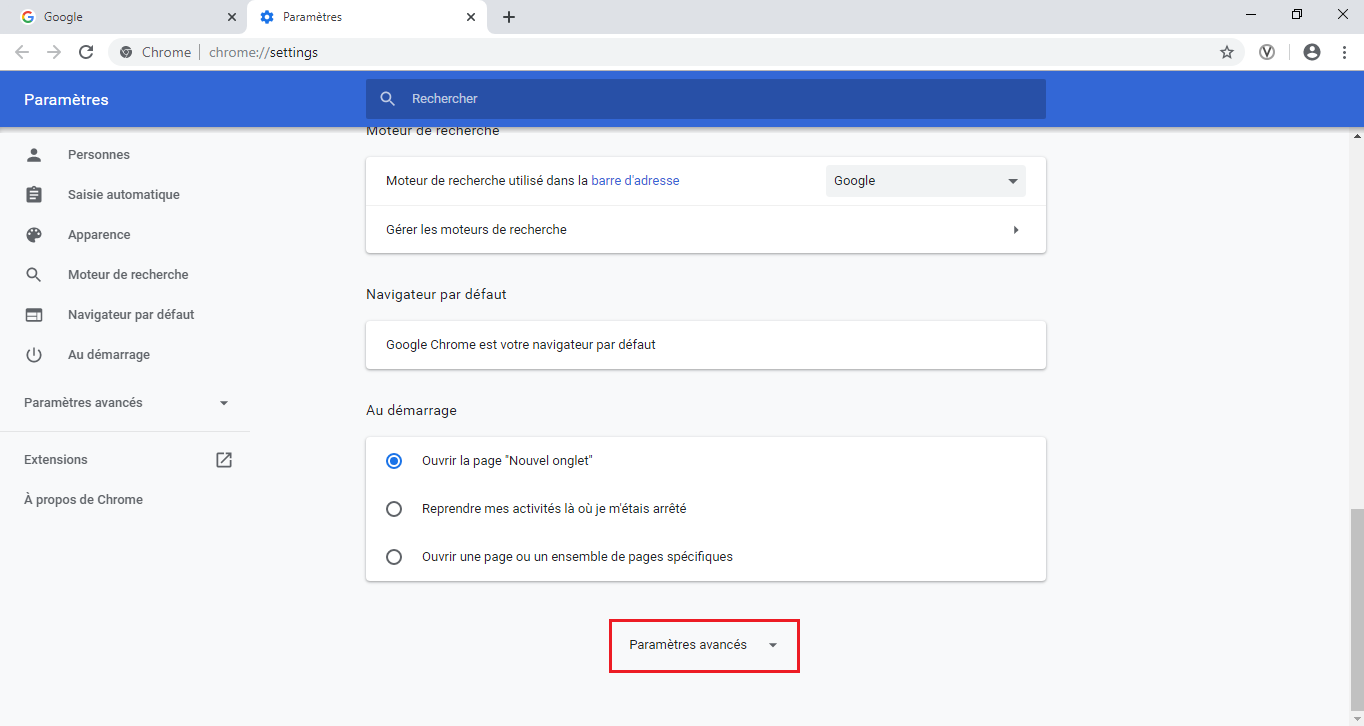 Google
Paramètres
Chrome
chrome://settings
Paramètres
Rechercher
Personnes
Saisie automatique
Apparence
Moteur de recherche
Navigateur par défaut
Au démarrage
Paramètres avancés
Extensions
À propos de Chrome
Moteur de recherche
Moteur de recherche utilisé dans la barre d'adresse
Google
Gérer les moteurs de recherche
Navigateur par défaut
Google Chrome est votre navigateur par défaut
Au démarrage
Ouvrir la page "Nouvel onglet"
Reprendre mes activités là où je m'étais arrêté
Ouvrir une page ou un ensemble de pages spécifiques
Paramètres avancés